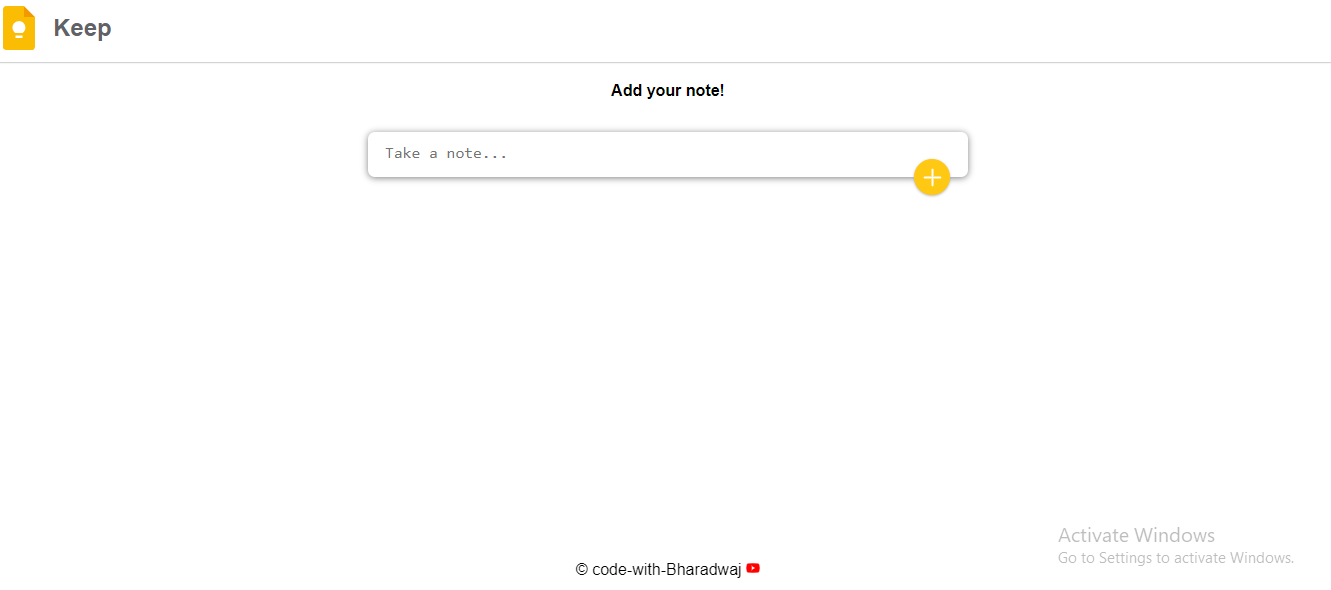 Keep
Add your note!
Take a note...
Activate Windows
Go to Settings to activate Windows.
© code-with-Bharadwaj